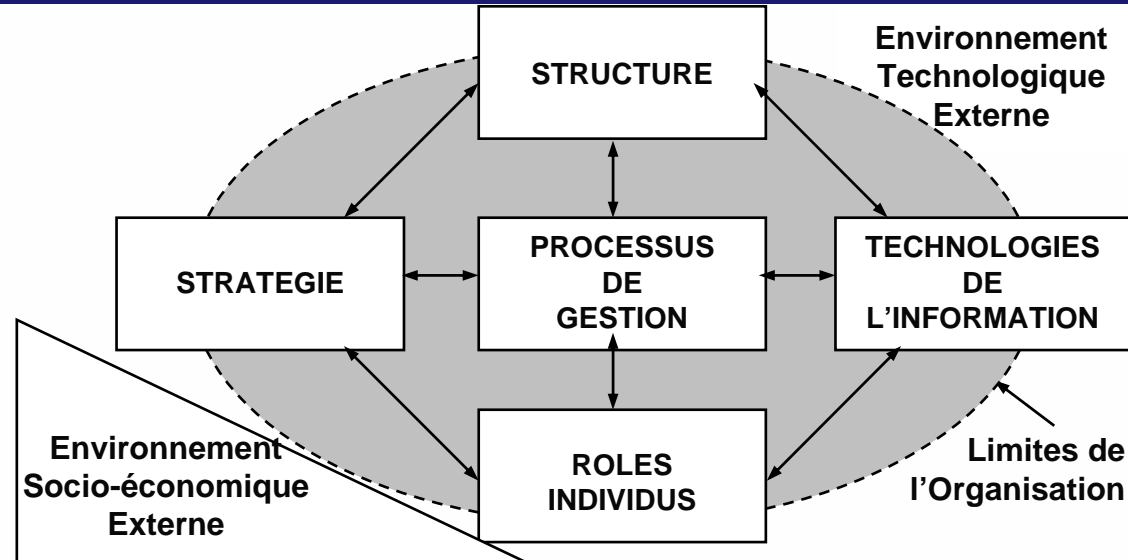 STRUCTURE
Environnement
Technologique
Externe
STRATEGIE
PROCESSUS
DE
GESTION
TECHNOLOGIES
DE
L'INFORMATION
Environnement
Socio-économique
Externe
ROLES
INDIVIDUS
Limites de
l'Organisation